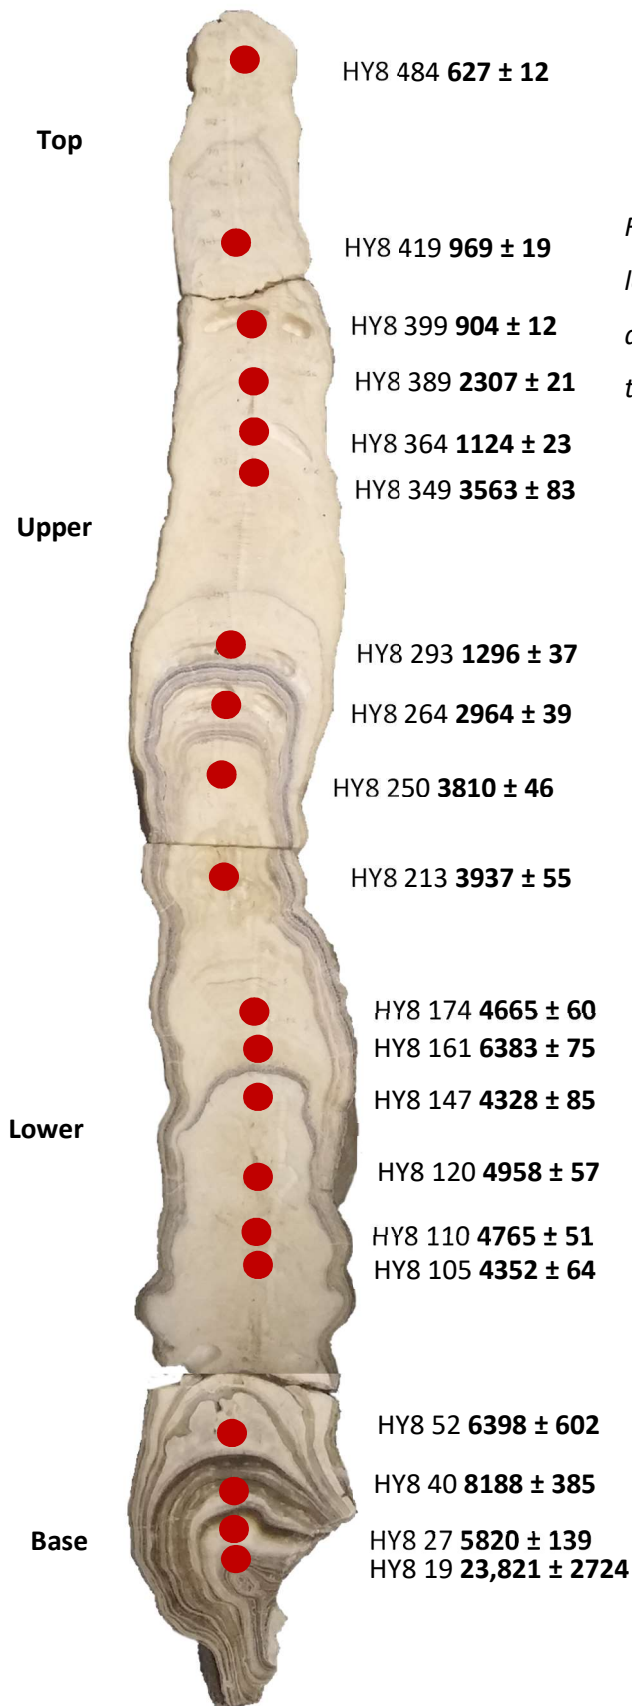 HY8 484 627 ± 12
Top
HY8 419 969 ± 19
HY8 399 904 ± 12
HY8 389 2307 ± 21
HY8 364 1124 ± 23
HY8 349 3563 ± 83
Upper
HY8 293 1296 ± 37
HY8 264 2964 ± 39
HY8 250 3810 ± 46
HY8 213 3937 ± 55
HY8 174 4665 ± 60
HY8 161 6383 ± 75
HY8 147 4328 ± 85
Lower
HY8 120 4958 ± 57
HY8 110 4765 ± 51
HY8 105 4352 ± 64
HY8 52 6398 ± 602
HY8 40 8188 ± 385
Base
HY8 27 5820 ± 139
HY8 19 23,821 ± 2724